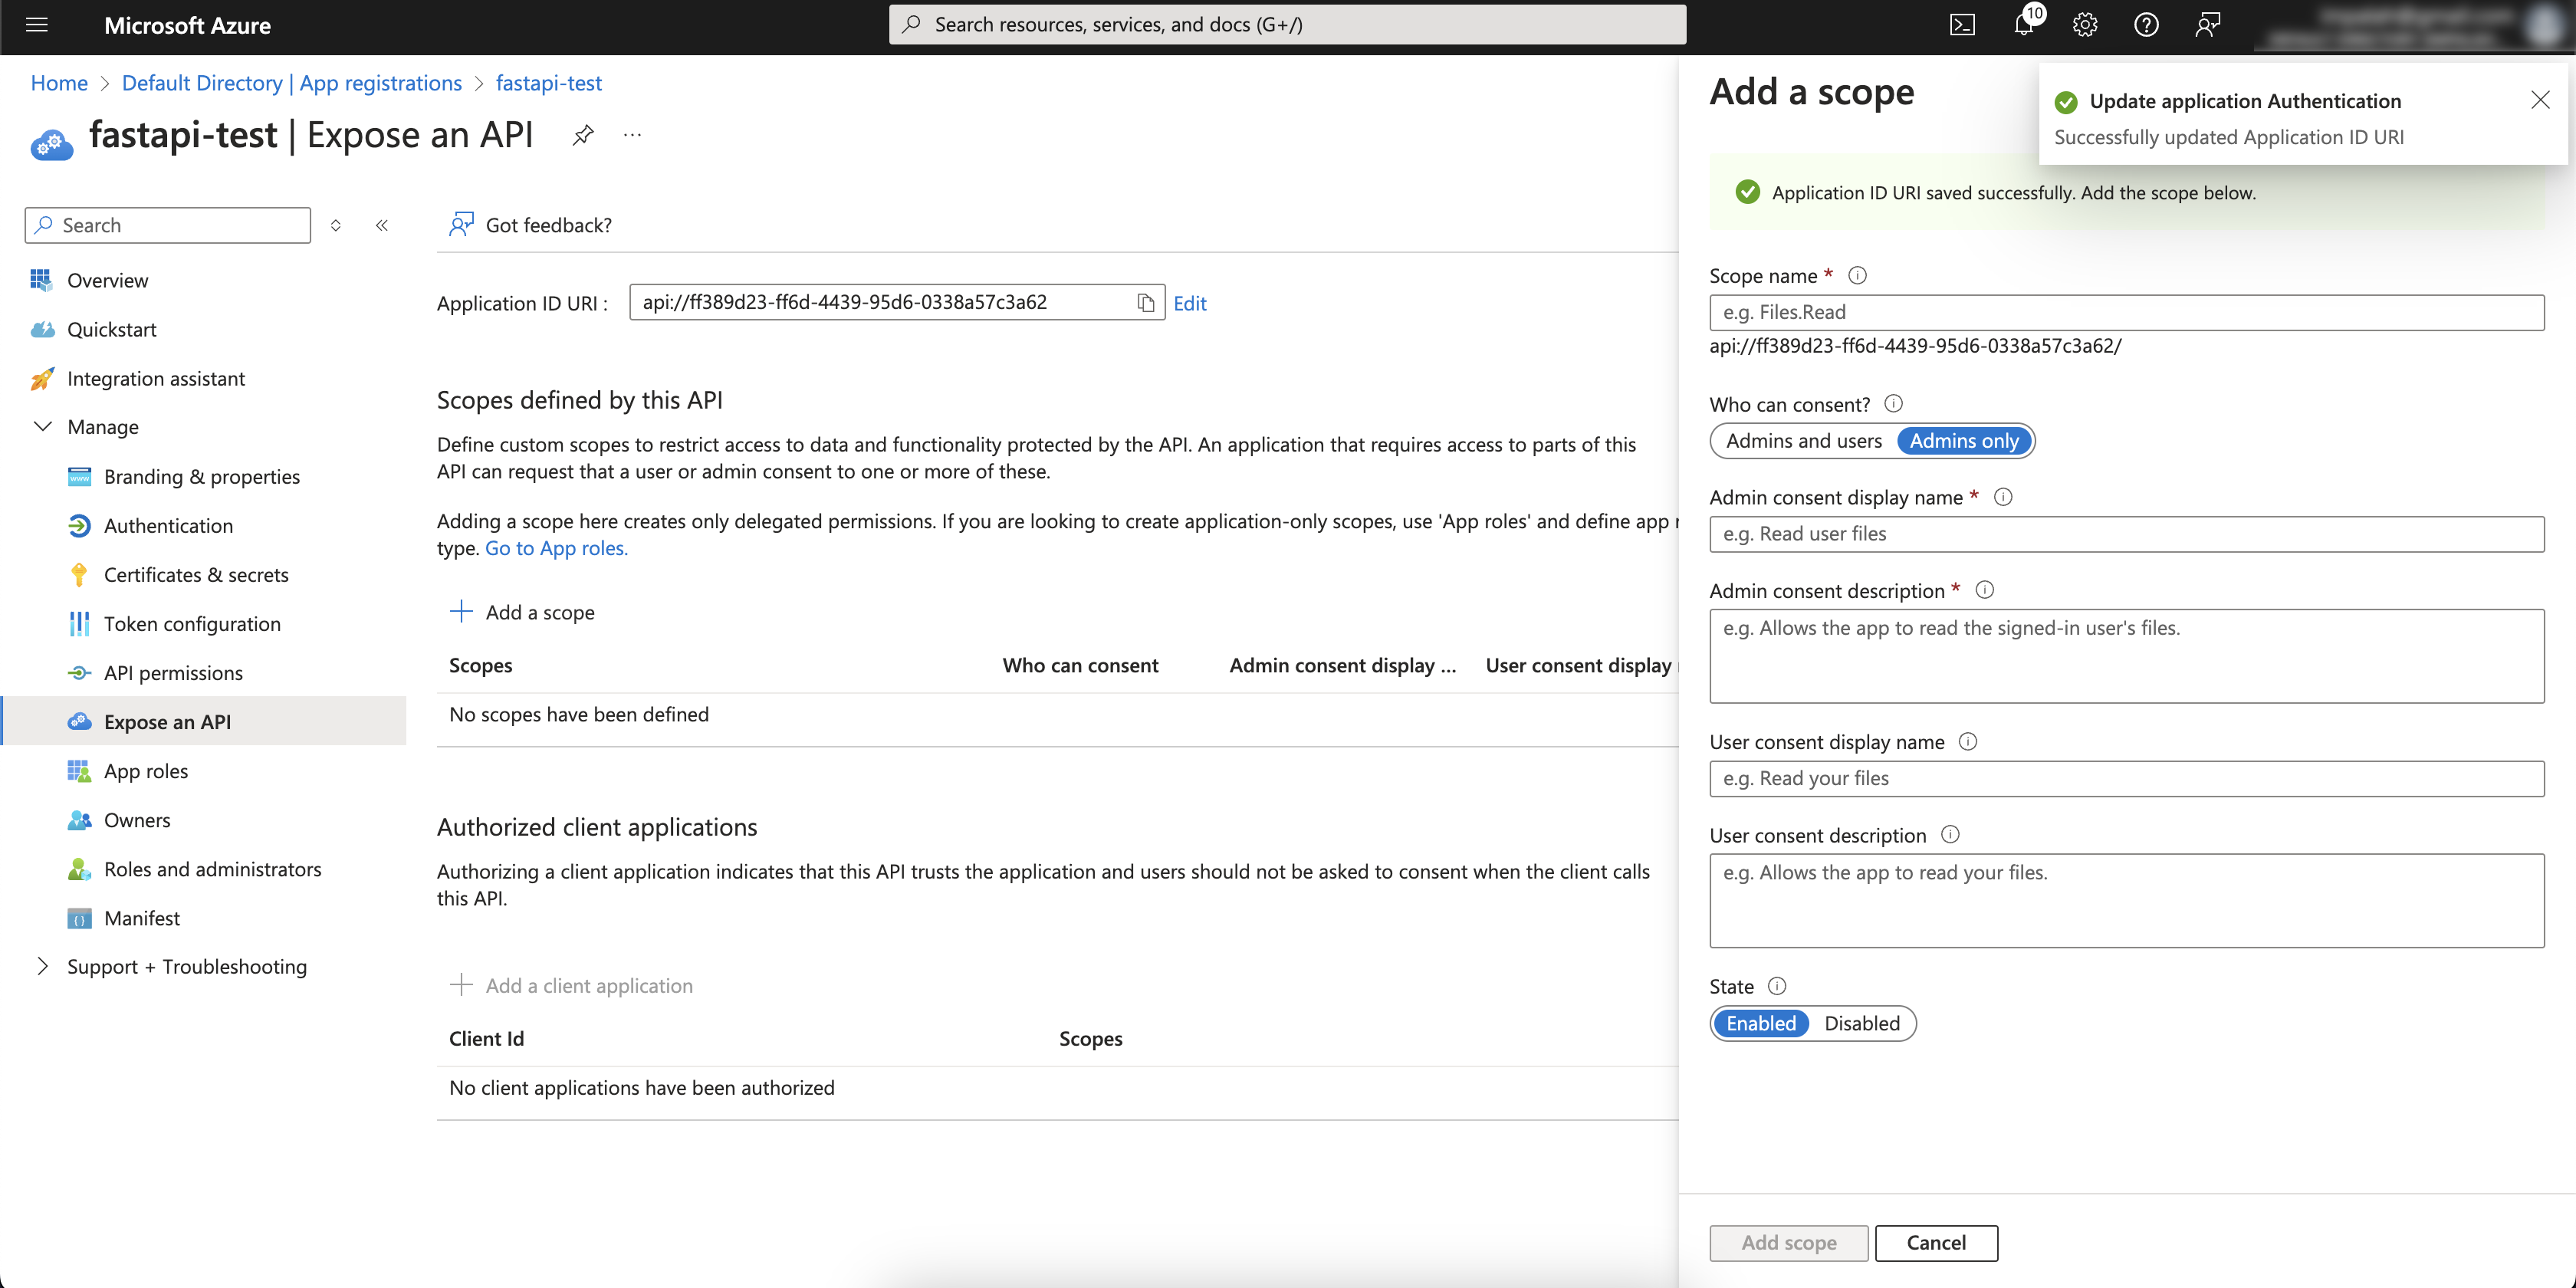 Microsoft Azure
Search resources, services, and docs (G+/)
10
Home > Default Directory | App registrations > fastapi-test
fastapi-test | Expose an API
...
Search
Overview
Quickstart
Integration assistant
Manage
Branding & properties
Authentication
Certificates & secrets
Token configuration
API permissions
Expose an API
App roles
Owners
Roles and administrators
Manifest
Support + Troubleshooting
Got feedback?
Application ID URI : api://ff389d23-ff6d-4439-95d6-0338a57c3a62 Edit
Scopes defined by this API
Define custom scopes to restrict access to data and functionality protected by the API. An application that requires access to parts of this
API can request that a user or admin consent to one or more of these.
Adding a scope here creates only delegated permissions. If you are looking to create application-only scopes, use 'App roles' and define app r
type. Go to App roles.
Add a scope
Scopes Who can consent Admin consent display ... User consent display
No scopes have been defined
Authorized client applications
Authorizing a client application indicates that this API trusts the application and users should not be asked to consent when the client calls
this API.
Add a client application
Client Id Scopes
No client applications have been authorized
Add a scope
Update application Authentication
Successfully updated Application ID URI
Application ID URI saved successfully. Add the scope below.
Scope name *
e.g. Files.Read
api://ff389d23-ff6d-4439-95d6-0338a57c3a62/
Who can consent?
Admins and users Admins only
Admin consent display name *
e.g. Read user files
Admin consent description *
e.g. Allows the app to read the signed-in user's files.
User consent display name
e.g. Read your files
User consent description
e.g. Allows the app to read your files.
State
Enabled Disabled
Add scope Cancel